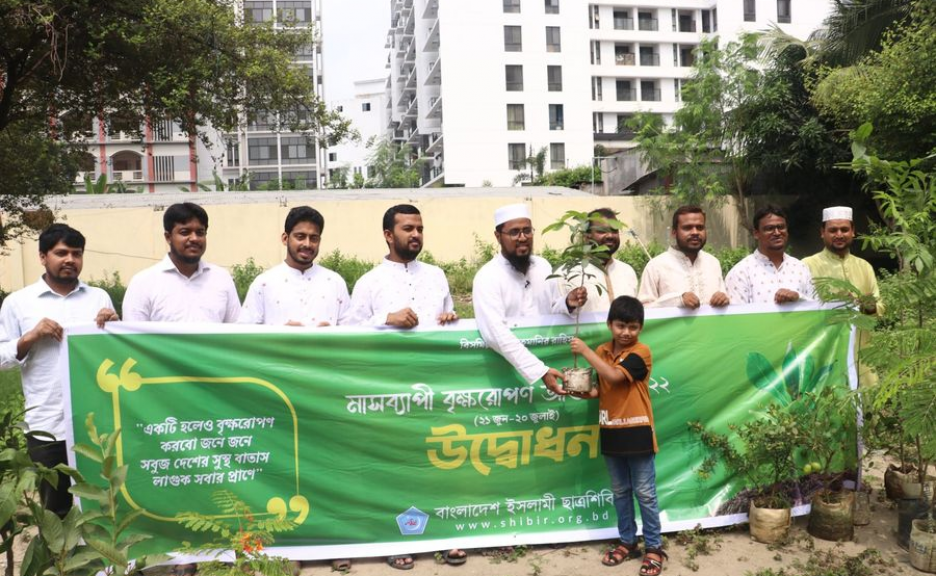 মাসব্যাপী বৃক্ষরোপণ
(২১ জুন-২০ জুলাই)
উদ্বোধন
"একটি হলেও বৃক্ষরোপণ
করবো জনে জনে
সবুজ দেশের সুস্থ বাতাস
লাগুক সবার প্রাণে"
বাংলাদেশ ইসলামী ছাত্রশিবি
www.shibir.org.bd